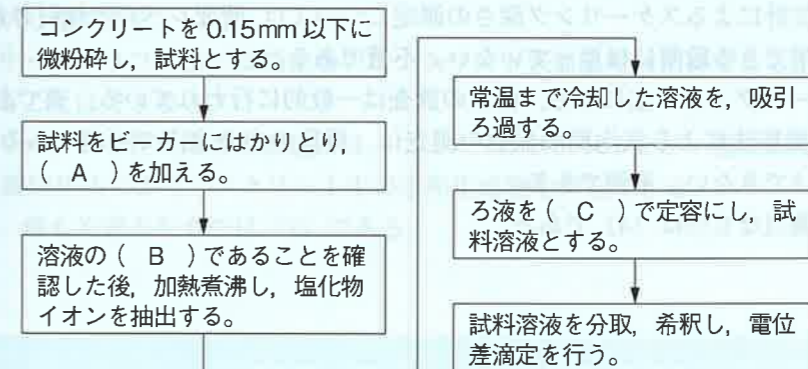 コンクリートを0.15mm以下に
微粉砕し，試料とする。
試料をビーカーにはかりとり，
（　A　）を加える。
溶液の（　B　）であることを確
認した後，加熱煮沸し，塩化物
イオンを抽出する。
常温まで冷却した溶液を，吸引
ろ過する。
ろ液を（　C　）で定容にし，試
料溶液とする。
試料溶液を分取，希釈し，電位
差滴定を行う。